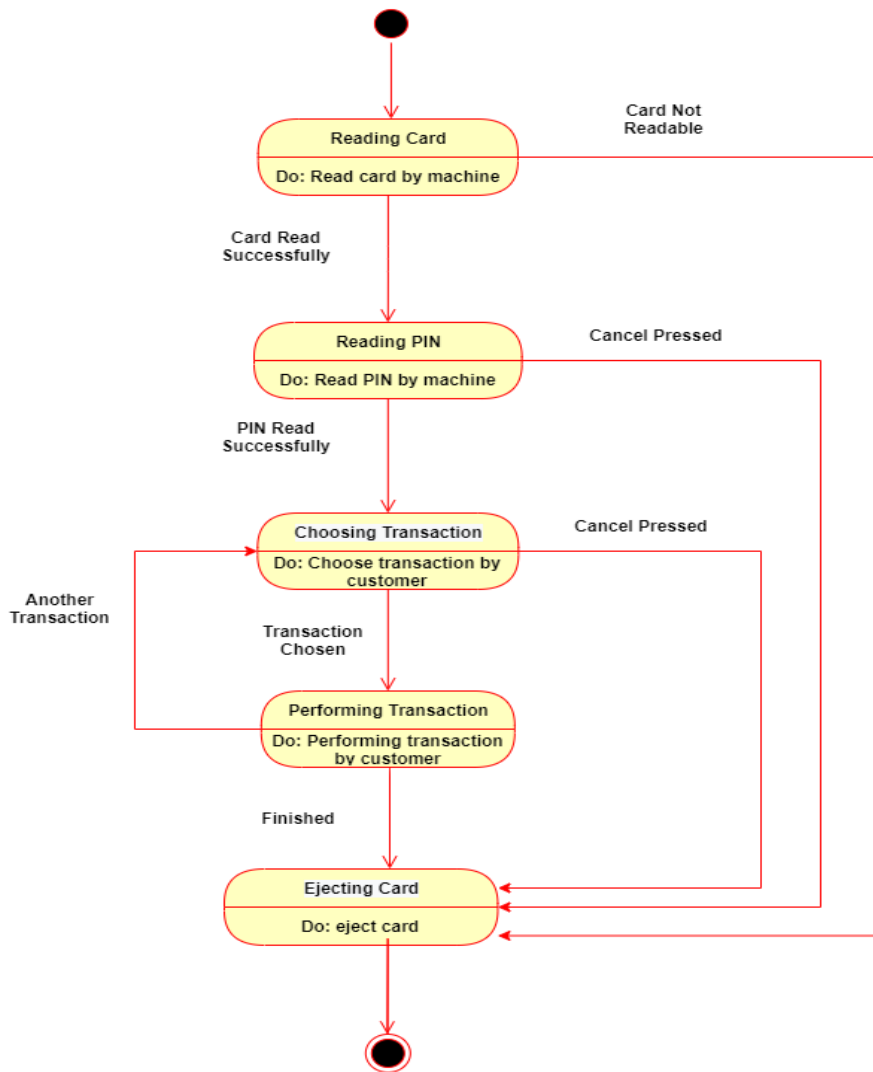 Card Not
Readable
Reading Card
Do: Read card by machine
Card Read
Successfully
Reading PIN
Cancel Pressed
Do: Read PIN by machine
PIN Read
Successfully
Choosing Transaction
Cancel Pressed
Do: Choose transaction by
customer
Another
Transaction
Transaction
Chosen
Performing Transaction
Do: Performing transaction
by customer
Finished
Ejecting Card
Do: eject card